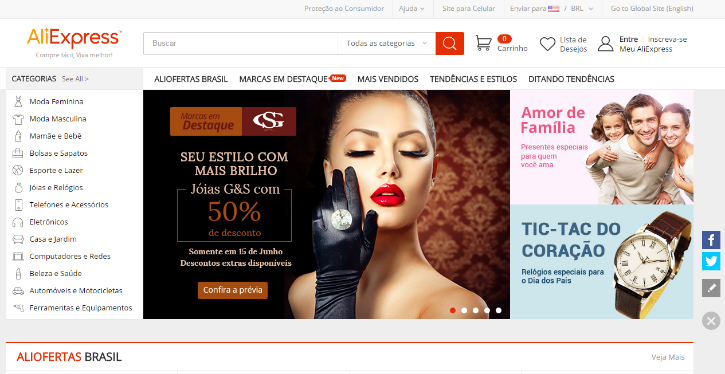 Proteção ao Consumidor Ajuda Site para Celular Enviar para / BRL Go to Global Site (English)
AliExpress™
Compre fácil, Viva melhor!
Buscar Todas as categorias
0
Carrinho
Lista de
Desejos
Entre Inscreva-se
Meu AliExpress
CATEGORIAS See All >
ALIOFERTAS BRASIL MARCAS EM DESTAQUE New MAIS VENDIDOS TENDÊNCIAS E ESTILOS DITANDO TENDÊNCIAS
Moda Feminina
Moda Masculina
Mamãe e Bebê
Bolsas e Sapatos
Esporte e Lazer
Jóias e Relógios
Telefones e Acessórios
Eletrônicos
Casa e Jardim
Computadores e Redes
Beleza e Saúde
Automóveis e Motocicletas
Ferramentas e Equipamentos
Marcas em
Destaque
SEU ESTILO COM
MAIS BRILHO
Jóias G&S com
50%
de desconto
Somente em 15 de Junho
Descontos extras disponíveis
Confira a prévia
Amor de
Família
Presentes especiais
para quem
você ama
TIC-TAC DO
CORAÇÃO
Relógios especiais para
o Dia dos Pais
ALIOFERTAS BRASIL Veja Mais